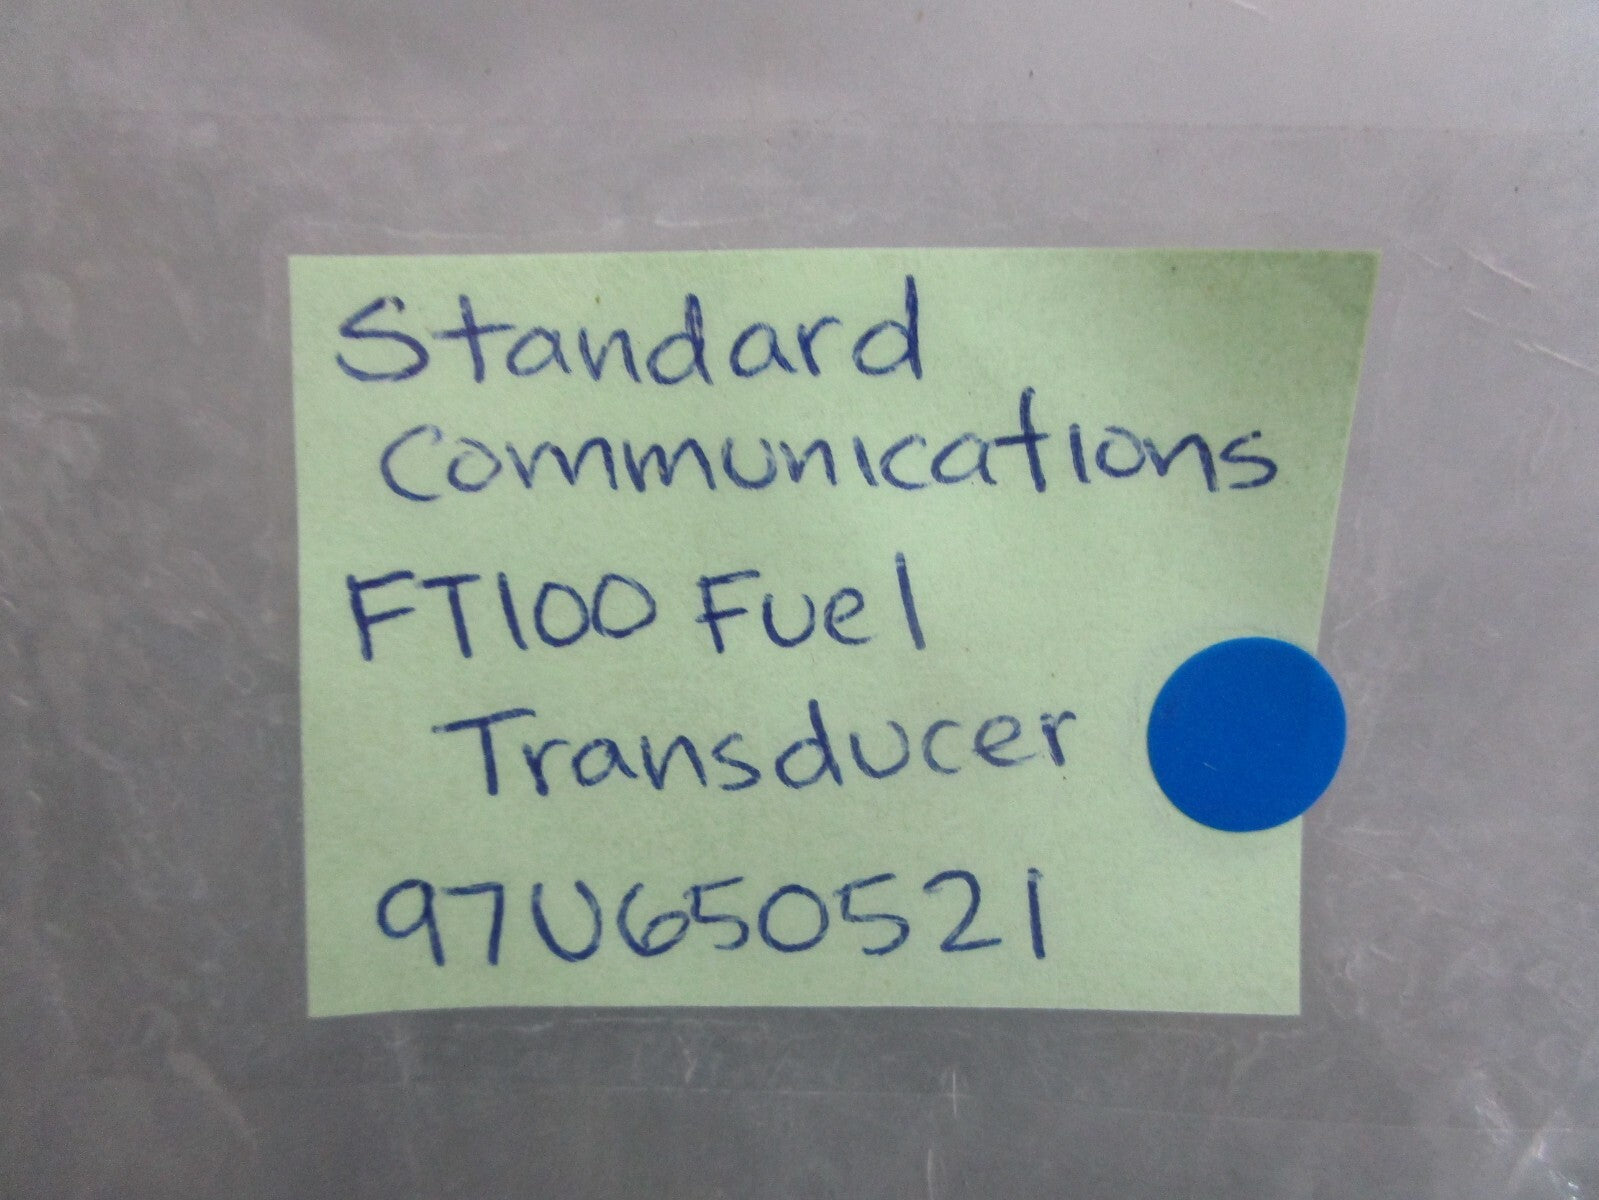 Standard
Communications
FT100 Fuel
Transducer
97U650521